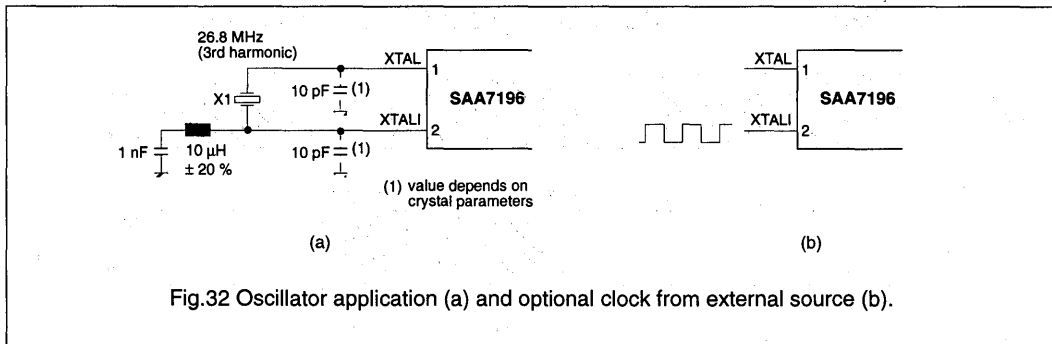 26.8 MHz
(3rd harmonic)
XTAL
1
10 pF
(1)
SAA7196
X1
XTALI
2
1 nF
10 µH
± 20 %
10 pF
(1)
(1) value depends on
crystal parameters
(a)
XTAL
1
SAA7196
XTALI
2
(b)
Fig.32 Oscillator application (a) and optional clock from external source (b).